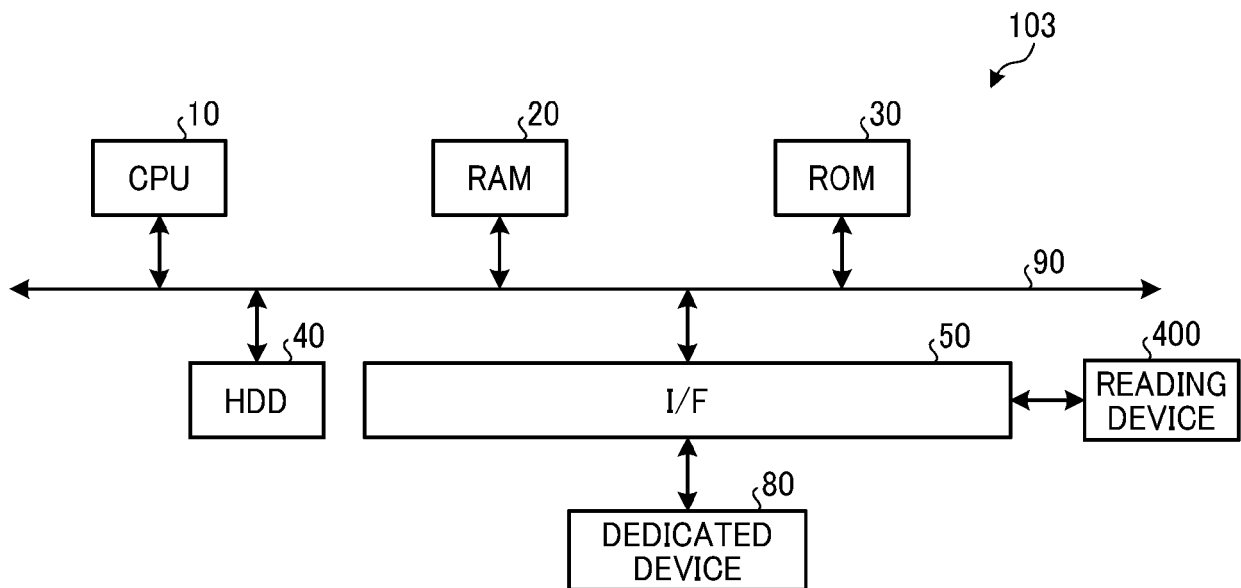 103
10
20
30
CPU
RAM
ROM
90
40
50
400
HDD
I/F
READING
DEVICE
80
DEDICATED
DEVICE